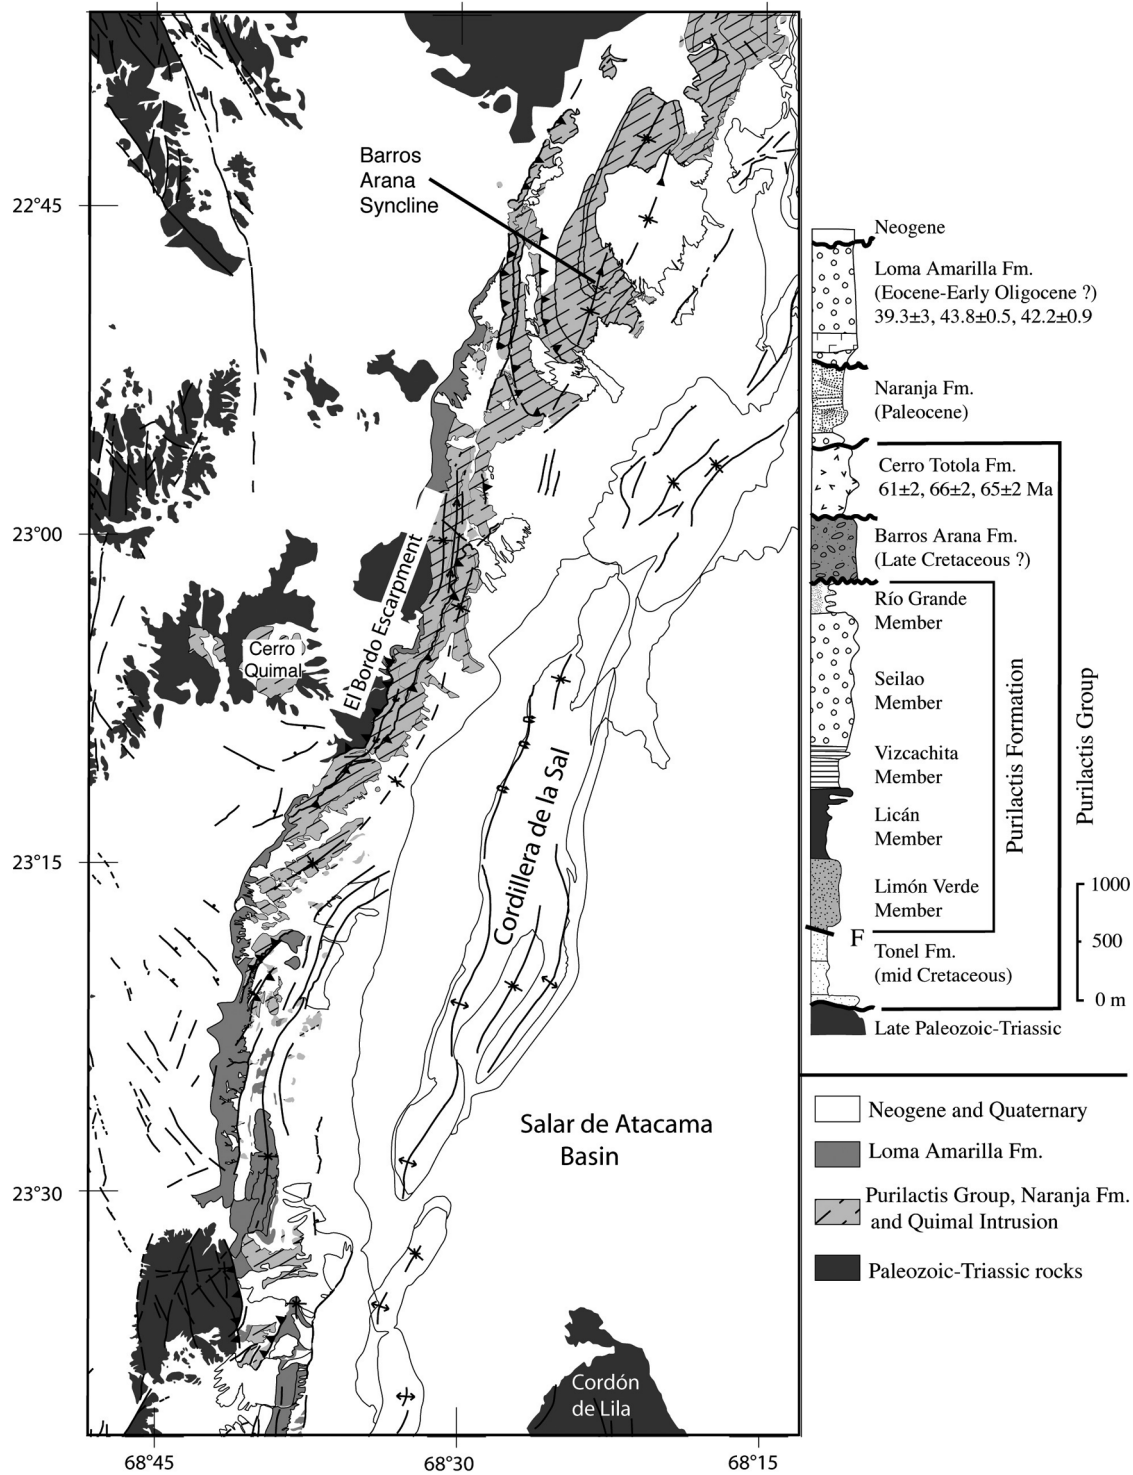 Barros
Arana
Syncline
22°45
23°00
23°15
23°30
68°45
68°30
68°15
El Bordo Escarpment
Cerro
Quimal
Cordillera de la Sal
Salar de Atacama
Basin
Cordón
de Lila
Neogene
Loma Amarilla Fm.
(Eocene-Early Oligocene ?)
39.3±3, 43.8±0.5, 42.2±0.9
Naranja Fm.
(Paleocene)
Cerro Totola Fm.
61±2, 66±2, 65±2 Ma
Barros Arana Fm.
(Late Cretaceous ?)
Río Grande
Member
Seilao
Member
Vizcachita
Member
Licán
Member
Limón Verde
Member
F
Tonel Fm.
(mid Cretaceous)
Late Paleozoic-Triassic
Purilactis Formation
Purilactis Group
1000
500
0 m
Neogene and Quaternary
Loma Amarilla Fm.
Purilactis Group, Naranja Fm.
and Quimal Intrusion
Paleozoic-Triassic rocks